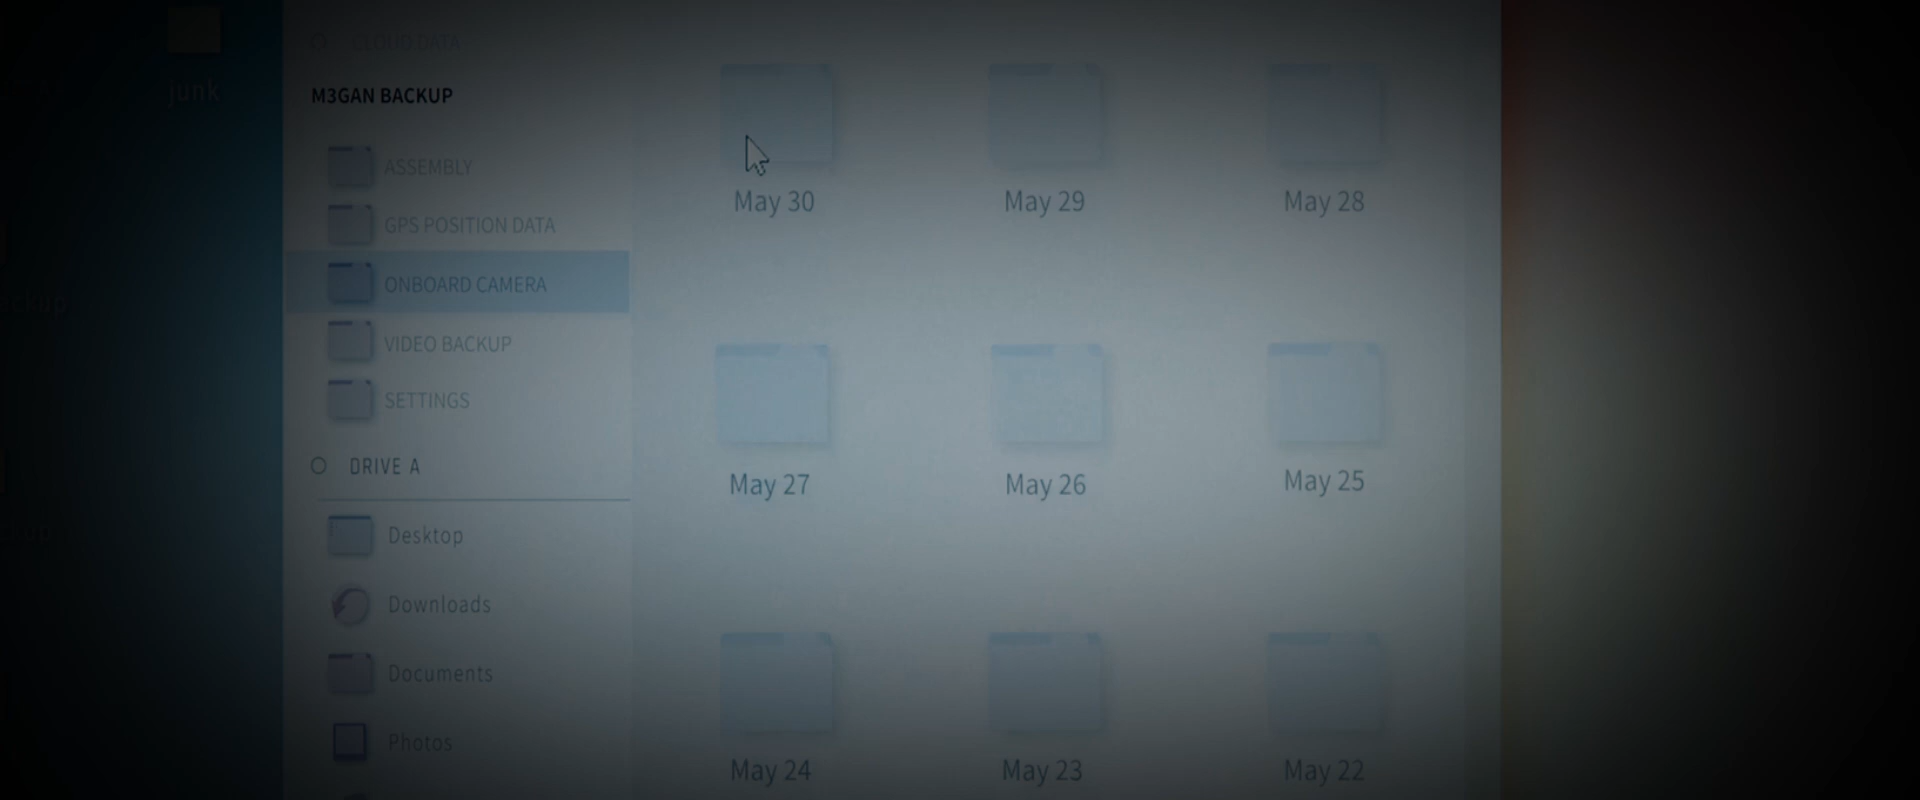 junk
CLOUD DATA
M3GAN BACKUP
ASSEMBLY
GPS POSITION DATA
ONBOARD CAMERA
VIDEO BACKUP
SETTINGS
DRIVE A
Desktop
Downloads
Documents
Photos
May 30
May 29
May 28
May 27
May 26
May 25
May 24
May 23
May 22